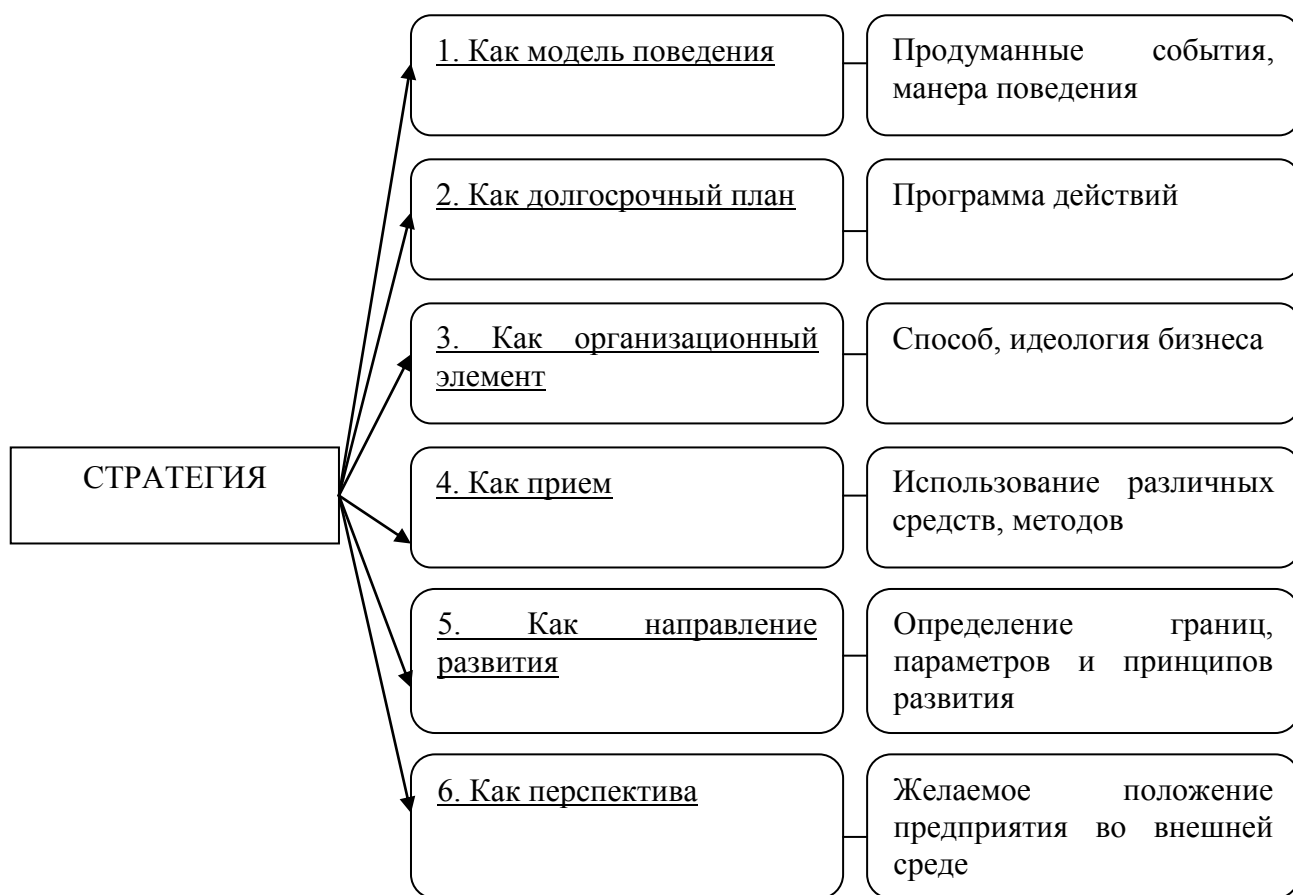 1. Как модель поведения
Продуманные события,
манера поведения
2. Как долгосрочный план
Программа действий
3. Как организационный
элемент
Способ, идеология бизнеса
СТРАТЕГИЯ
4. Как прием
Использование различных
средств, методов
5. Как направление
развития
Определение границ,
параметров и принципов
развития
6. Как перспектива
Желаемое положение
предприятия во внешней
среде